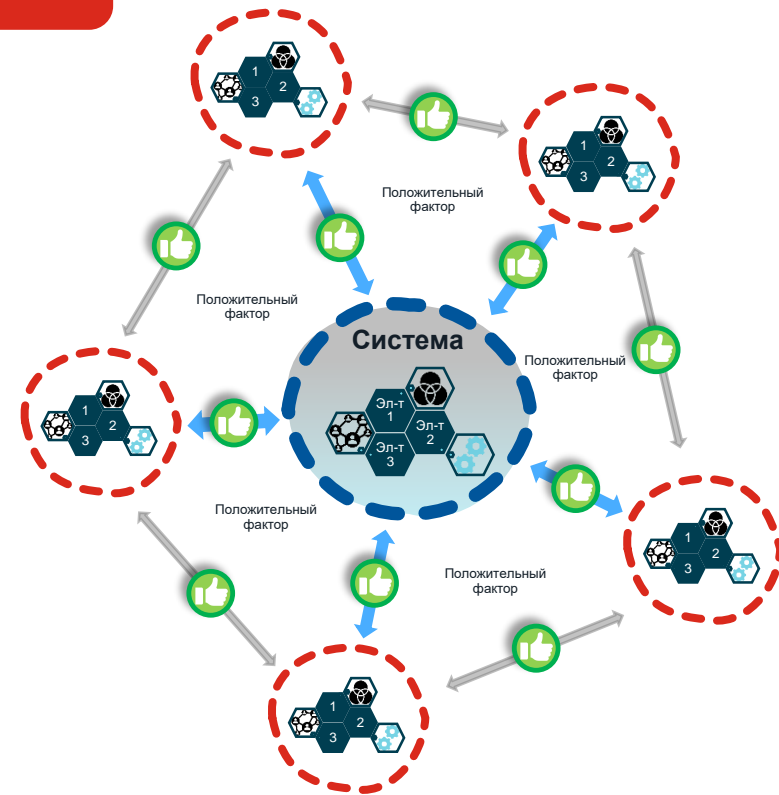 1
2
3
1
2
3
Положительный
фактор
Положительный
фактор
Система
Положительный
фактор
Эл-т
1
Эл-т
2
Эл-т
3
1
2
3
Положительный
фактор
1
2
3
Положительный
фактор
1
2
3